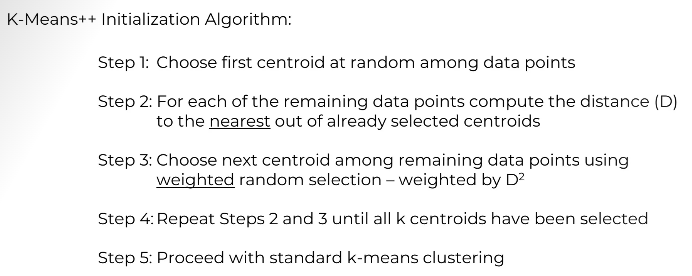 K-Means++ Initialization Algorithm:
Step 1: Choose first centroid at random among data points
Step 2: For each of the remaining data points compute the distance (D)
to the nearest out of already selected centroids
Step 3: Choose next centroid among remaining data points using
weighted random selection – weighted by D²
Step 4: Repeat Steps 2 and 3 until all k centroids have been selected
Step 5: Proceed with standard k-means clustering